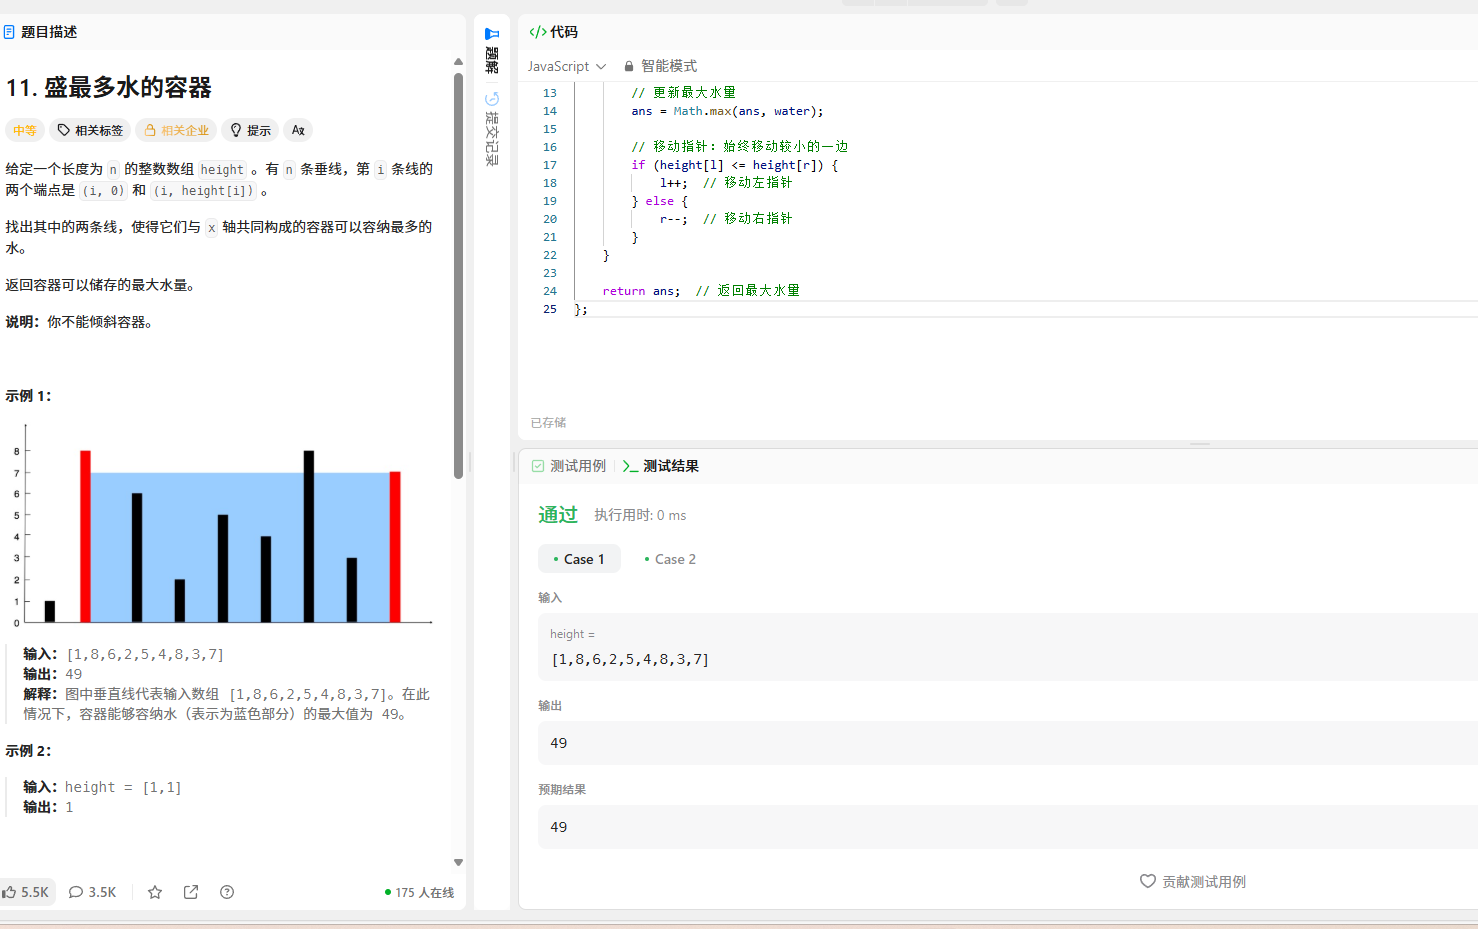 题目描述
11. 盛最多水的容器
中等 相关标签 相关企业 提示 Aあ
给定一个长度为 n 的整数数组 height 。有 n 条垂线，第 i 条线的
两个端点是 (i, 0) 和 (i, height[i]) 。
找出其中的两条线，使得它们与 x 轴共同构成的容器可以容纳最多的
水。
返回容器可以储存的最大水量。
说明：你不能倾斜容器。
示例 1：
8
7
6
5
4
3
2
1
0
输入：[1,8,6,2,5,4,8,3,7]
输出：49
解释：图中垂直线代表输入数组 [1,8,6,2,5,4,8,3,7]。在此
情况下，容器能够容纳水（表示为蓝色部分）的最大值为 49。
示例 2：
输入：height = [1,1]
输出：1
5.5K 3.5K 175 人在线
题解
提交记录
</> 代码
JavaScript 智能模式
13 // 更新最大水量
14 ans = Math.max(ans, water);
15
16 // 移动指针：始终移动较小的一边
17 if (height[l] <= height[r]) {
18 l++;  // 移动左指针
19 } else {
20 r--;  // 移动右指针
21 }
22 }
23
24 return ans;  // 返回最大水量
25 };
已存储
测试用例 测试结果
通过 执行用时: 0 ms
• Case 1 • Case 2
输入
height =
[1,8,6,2,5,4,8,3,7]
输出
49
预期结果
49
贡献测试用例